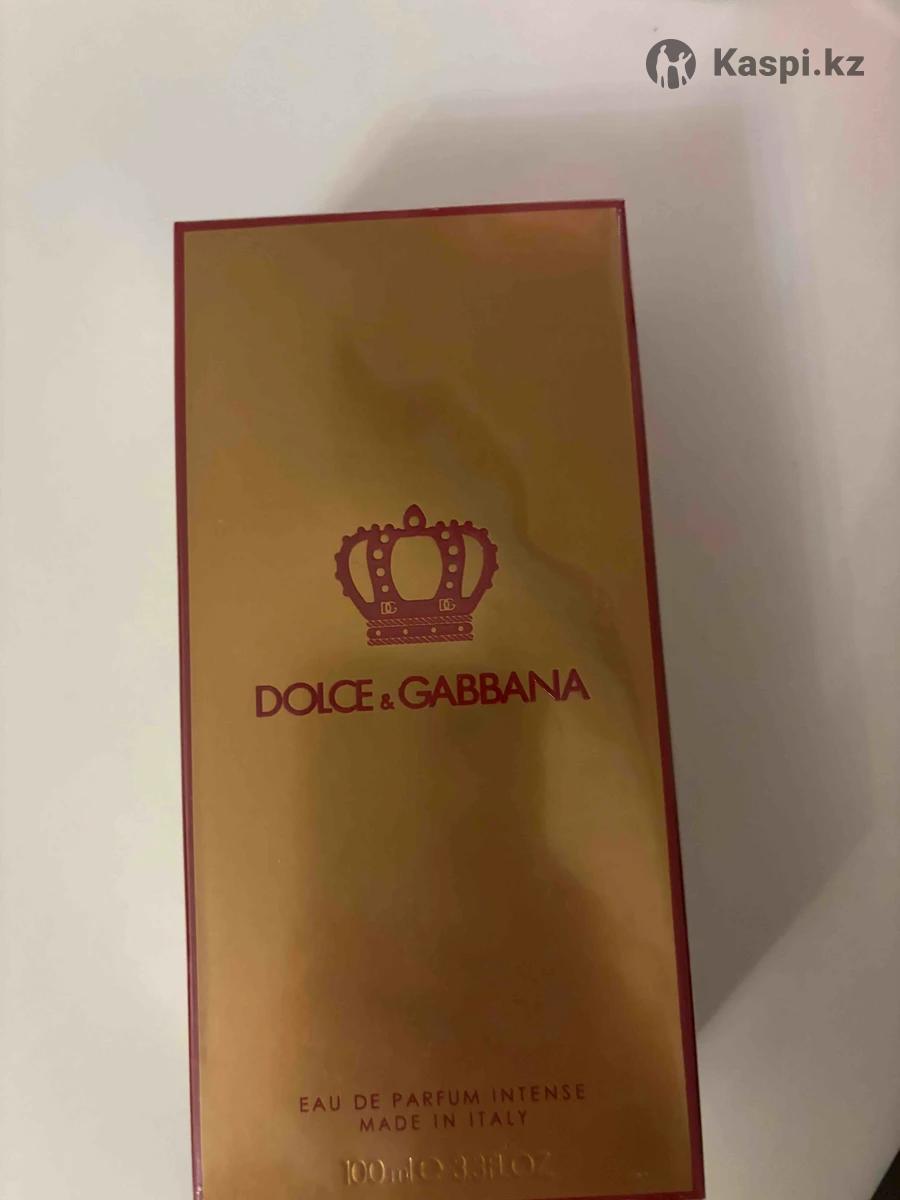 Kaspi.kz
DG DG
DOLCE & GABBANA
EAU DE PARFUM INTENSE
MADE IN ITALY
100 ml ℮ 3.3 fl.OZ